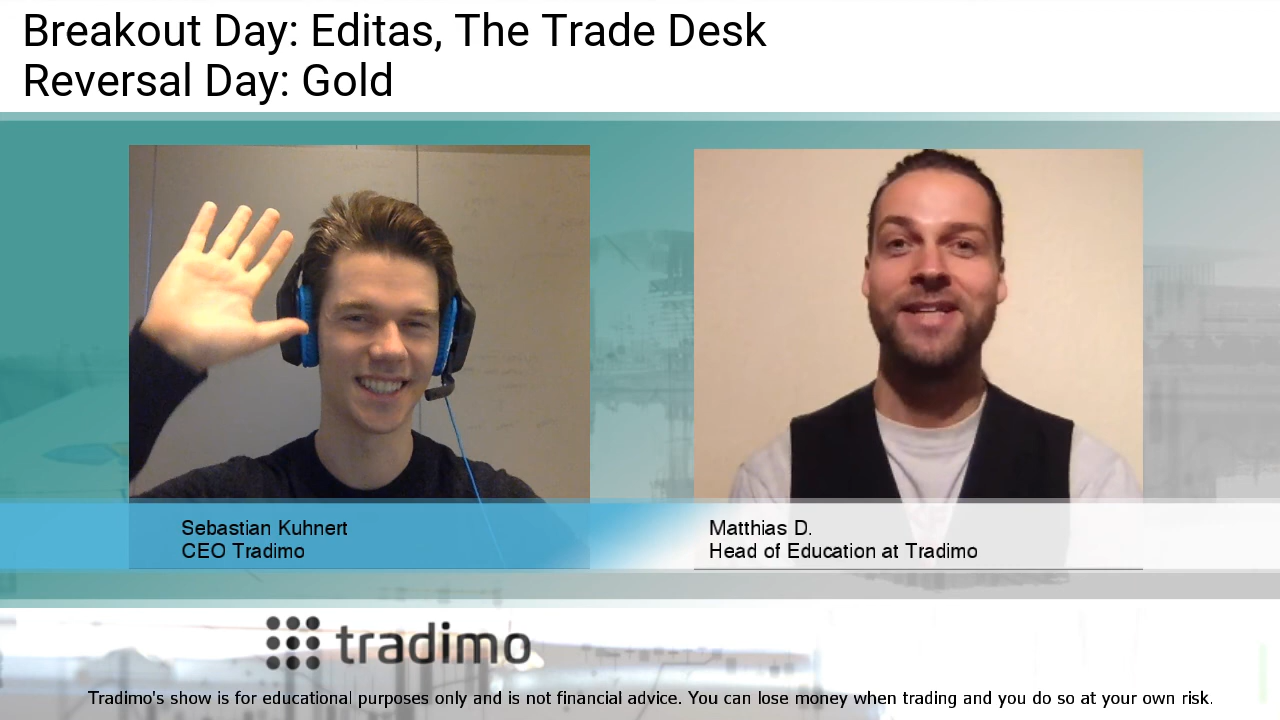 Breakout Day: Editas, The Trade Desk
Reversal Day: Gold
Sebastian Kuhnert
CEO Tradimo
Matthias D.
Head of Education at Tradimo
tradimo
Tradimo's show is for educational purposes only and is not financial advice. You can lose money when trading and you do so at your own risk.